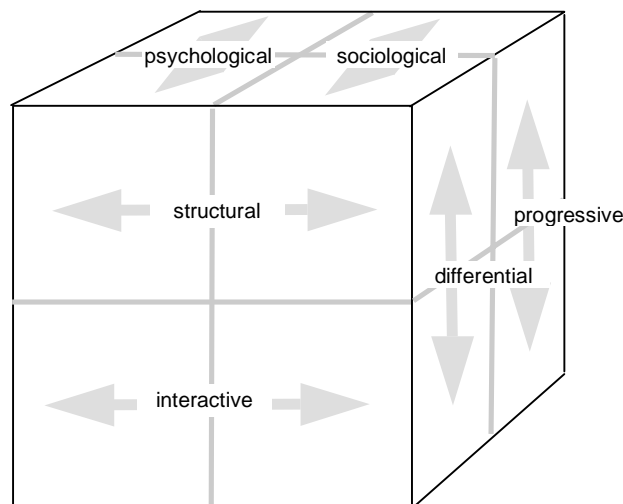 psychological
sociological
structural
progressive
differential
interactive